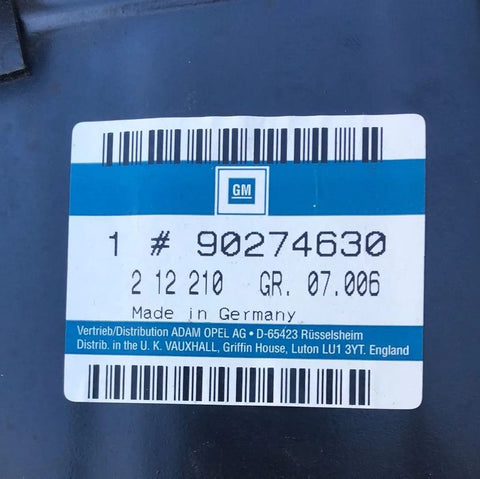 GM
1 # 90274630
2 12 210 GR. 07.006
Made in Germany
Vertrieb/Distribution ADAM OPEL AG • D-65423 Rüsselsheim
Distrib. in the U. K. VAUXHALL, Griffin House, Luton LU1 3YT. England